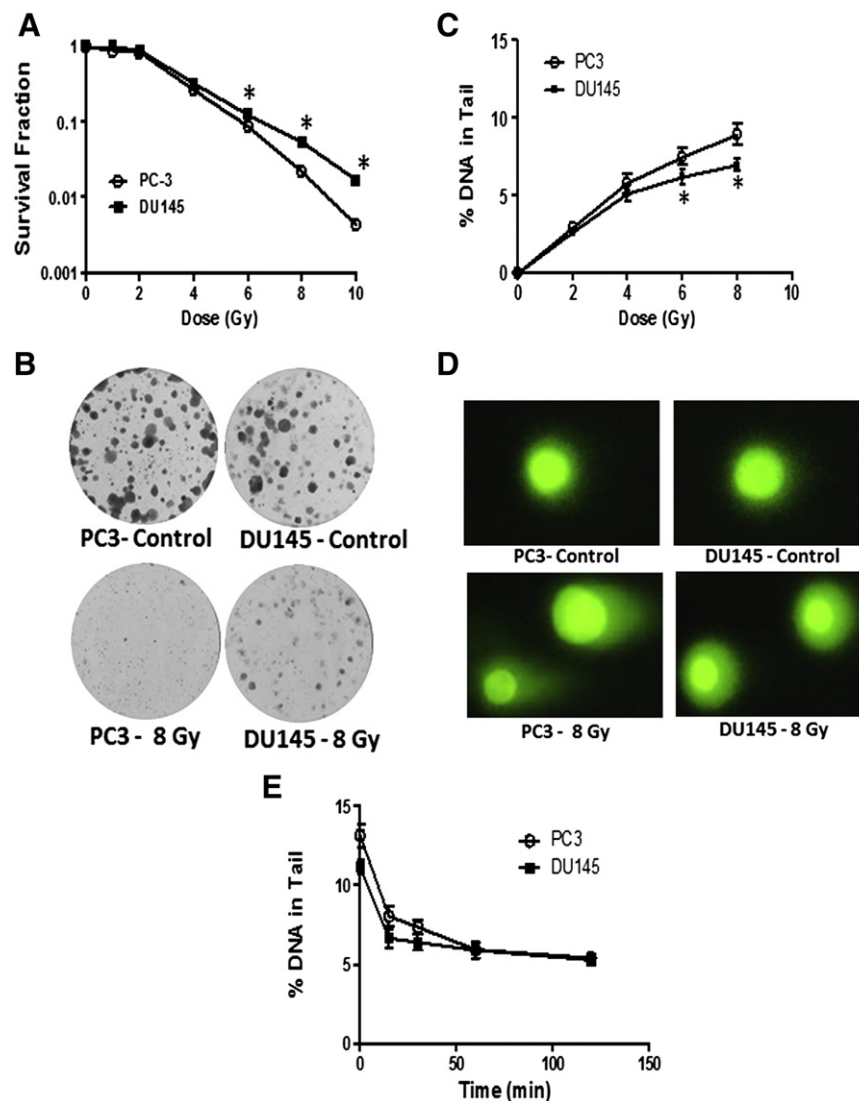 A
Survival Fraction
1
0.1
0.01
0.001
*
*
*
PC-3
DU145
0 2 4 6 8 10
Dose (Gy)
C
% DNA in Tail
15
10
5
0
PC3
DU145
*
*
0 2 4 6 8 10
Dose (Gy)
B
PC3- Control DU145 - Control
PC3 - 8 Gy DU145 - 8 Gy
D
PC3- Control DU145 - Control
PC3 - 8 Gy DU145 - 8 Gy
E
% DNA in Tail
15
10
5
0
PC3
DU145
0 50 100 150
Time (min)